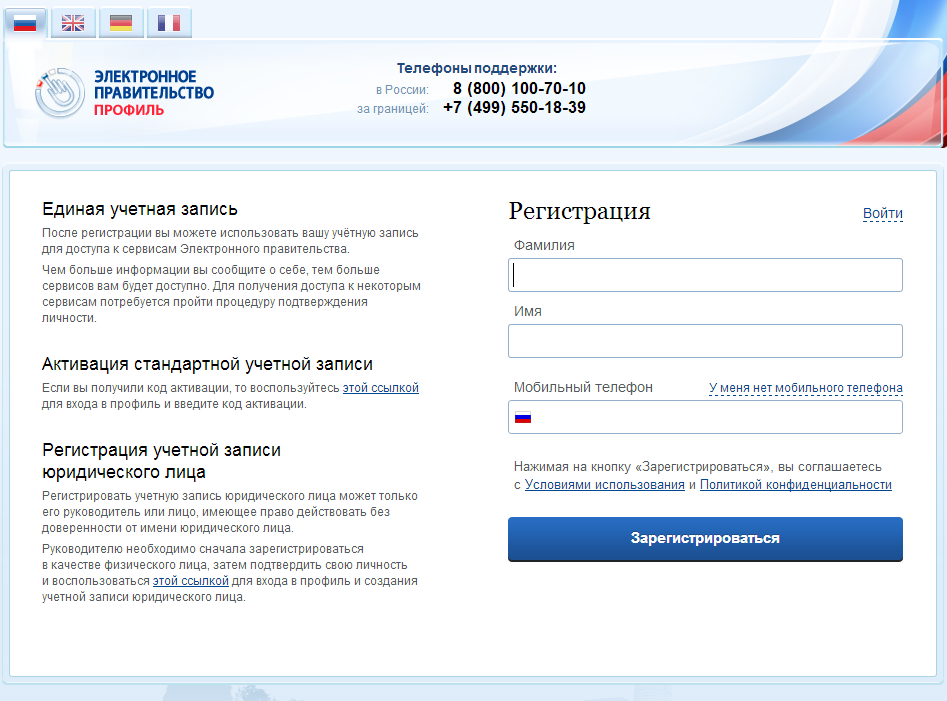 ЭЛЕКТРОННОЕ
ПРАВИТЕЛЬСТВО
ПРОФИЛЬ
Телефоны поддержки:
в России: 8 (800) 100-70-10
за границей: +7 (499) 550-18-39
Единая учетная запись
После регистрации вы можете использовать вашу учётную запись
для доступа к сервисам Электронного правительства.
Чем больше информации вы сообщите о себе, тем больше
сервисов вам будет доступно. Для получения доступа к некоторым
сервисам потребуется пройти процедуру подтверждения
личности.
Активация стандартной учетной записи
Если вы получили код активации, то воспользуйтесь этой ссылкой
для входа в профиль и введите код активации.
Регистрация учетной записи
юридического лица
Регистрировать учетную запись юридического лица может только
его руководитель или лицо, имеющее право действовать без
доверенности от имени юридического лица.
Руководителю необходимо сначала зарегистрироваться
в качестве физического лица, затем подтвердить свою личность
и воспользоваться этой ссылкой для входа в профиль и создания
учетной записи юридического лица.
Регистрация
Войти
Фамилия
Имя
Мобильный телефон
У меня нет мобильного телефона
Нажимая на кнопку «Зарегистрироваться», вы соглашаетесь
с Условиями использования и Политикой конфиденциальности
Зарегистрироваться